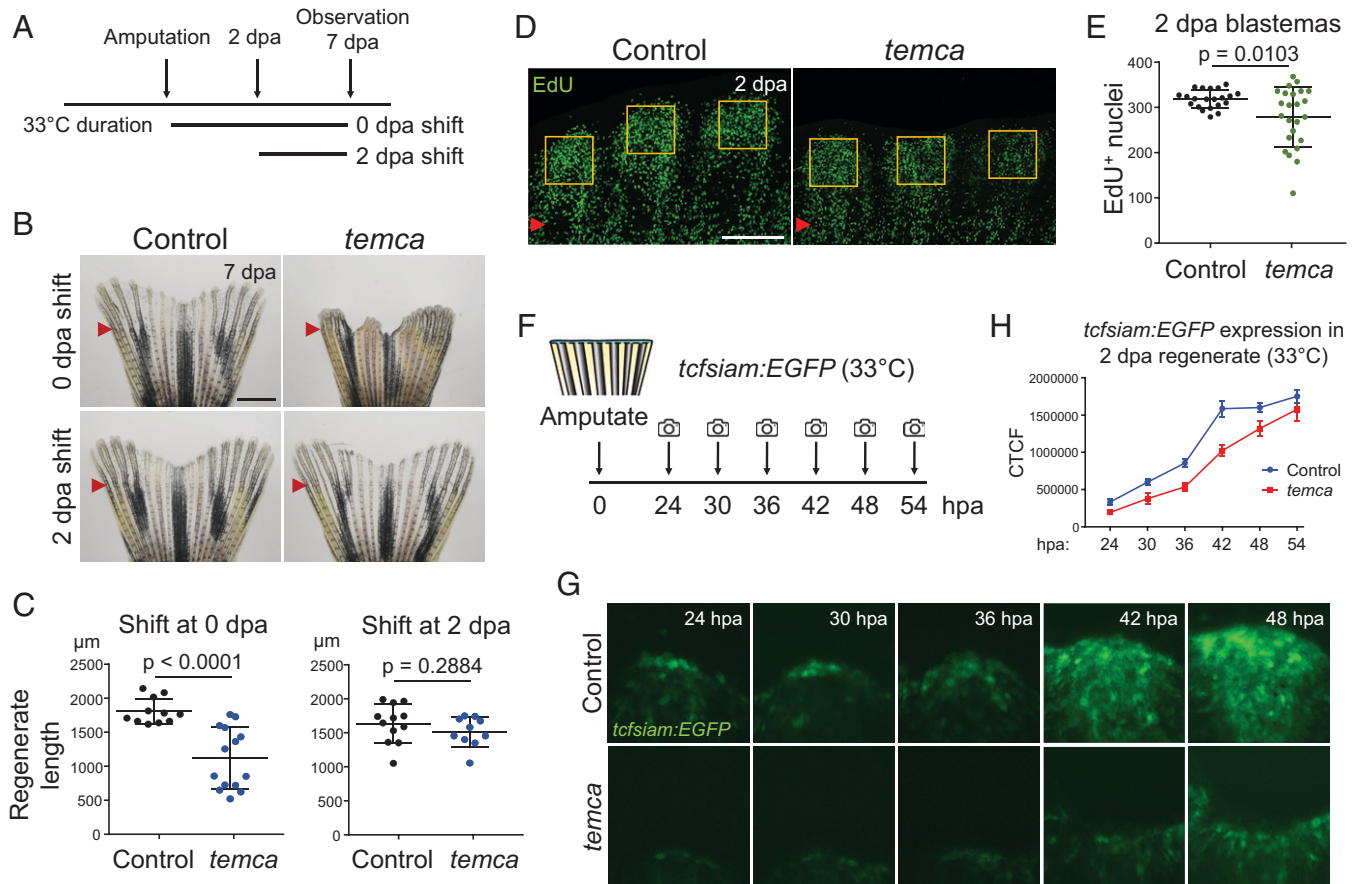 A
Amputation
2 dpa
Observation
7 dpa
33°C duration
0 dpa shift
2 dpa shift
B
Control
temca
7 dpa
0 dpa shift
2 dpa shift
C
µm
Shift at 0 dpa
p < 0.0001
2500
2000
1500
1000
500
0
Regenerate
length
Control
temca
µm
Shift at 2 dpa
p = 0.2884
2500
2000
1500
1000
500
0
Control
temca
D
Control
temca
EdU
2 dpa
E
2 dpa blastemas
p = 0.0103
400
300
200
100
0
EdU⁺ nuclei
Control
temca
F
tcfsiam:EGFP (33°C)
Amputate
0
24
30
36
42
48
54
hpa
H
tcfsiam:EGFP expression in
2 dpa regenerate (33°C)
2000000
1500000
1000000
500000
0
CTCF
Control
temca
hpa:
24
30
36
42
48
54
G
Control
24 hpa
30 hpa
36 hpa
42 hpa
48 hpa
tcfsiam:EGFP
temca